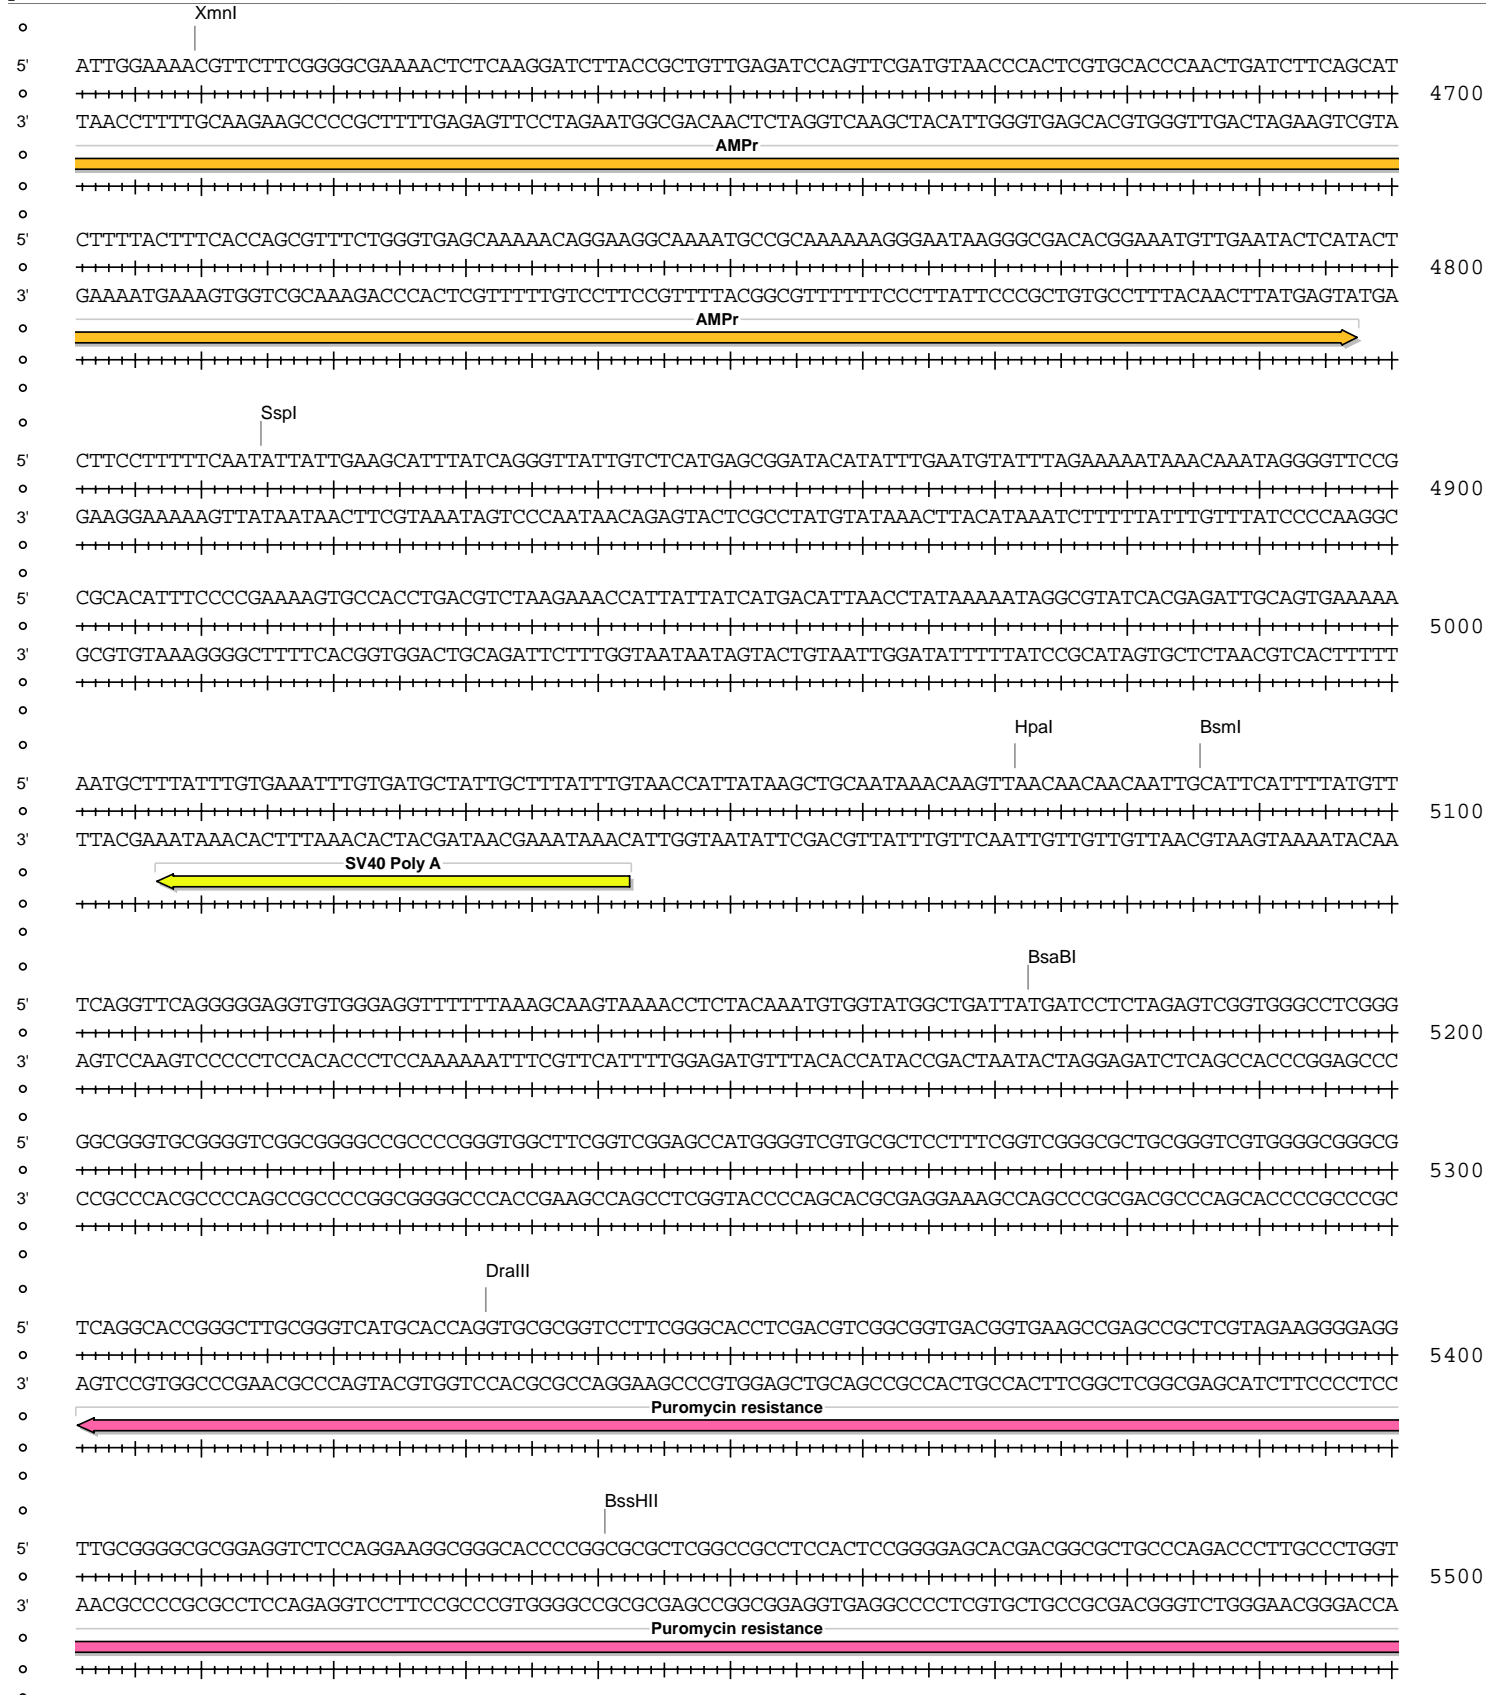 XmnI
5' ATTGGAAAACGTTCTTCGGGGCGAAAACTCTCAAGGATCTTACCGCTGTTGAGATCCAGTTCGATGTAACCCACTCGTGCACCCAACTGATCTTCAGCAT
4700
3' TAACCTTTTGCAAGAAGCCCCGCTTTTGAGAGTTCCTAGAATGGCGACAACTCTAGGTCAAGCTACATTGGGTGAGCACGTGGGTTGACTAGAAGTCGTA
AMPr
5' CTTTTACTTTCACCAGCGTTTCTGGGTGAGCAAAAACAGGAAGGCAAAATGCCGCAAAAAAGGGAATAAGGGCGACACGGAAATGTTGAATACTCATACT
4800
3' GAAAATGAAAGTGGTCGCAAAGACCCACTCGTTTTTGTCCTTCCGTTTTACGGCGTTTTTTCCCTTATTCCCGCTGTGCCTTTACAACTTATGAGTATGA
AMPr
SspI
5' CTTCCTTTTTCAATATTATTGAAGCATTTATCAGGGTTATTGTCTCATGAGCGGATACATATTTGAATGTATTTAGAAAAATAAACAAATAGGGGTTCCG
4900
3' GAAGGAAAAAGTTATAATAACTTCGTAAATAGTCCCAATAACAGAGTACTCGCCTATGTATAAACTTACATAAATCTTTTTATTTGTTTATCCCCAAGGC
5' CGCACATTTCCCCGAAAAGTGCCACCTGACGTCTAAGAAACCATTATTATCATGACATTAACCTATAAAAATAGGCGTATCACGAGATTGCAGTGAAAAA
5000
3' GCGTGTAAAGGGGCTTTTCACGGTGGACTGCAGATTCTTTGGTAATAATAGTACTGTAATTGGATATTTTTATCCGCATAGTGCTCTAACGTCACTTTTT
HpaI BsmI
5' AATGCTTTATTTGTGAAATTTGTGATGCTATTGCTTTATTTGTAACCATTATAAGCTGCAATAAACAAGTTAACAACAACAATTGCATTCATTTTATGTT
5100
3' TTACGAAATAAACACTTTAAACACTACGATAACGAAATAAACATTGGTAATATTCGACGTTATTTGTTCAATTGTTGTTGTTAACGTAAGTAAAATACAA
SV40 Poly A
BsaBI
5' TCAGGTTCAGGGGGAGGTGTGGGAGGTTTTTTAAAGCAAGTAAAACCTCTACAAATGTGGTATGGCTGATTATGATCCTCTAGAGTCGGTGGGCCTCGGG
5200
3' AGTCCAAGTCCCCCTCCACACCCTCCAAAAAATTTCGTTCATTTTGGAGATGTTTACACCATACCGACTAATACTAGGAGATCTCAGCCACCCGGAGCCC
5' GGCGGGTGCGGGGTCGGCGGGGCCGCCCCGGGTGGCTTCGGTCGGAGCCATGGGGTCGTGCGCTCCTTTCGGTCGGGCGCTGCGGGTCGTGGGGCGGGCG
5300
3' CCGCCCACGCCCCAGCCGCCCCGGCGGGGCCCACCGAAGCCAGCCTCGGTACCCCAGCACGCGAGGAAAGCCAGCCCGCGACGCCCAGCACCCCGCCCGC
DraIII
5' TCAGGCACCGGGCTTGCGGGTCATGCACCAGGTGCGCGGTCCTTCGGGCACCTCGACGTCGGCGGTGACGGTGAAGCCGAGCCGCTCGTAGAAGGGGAGG
5400
3' AGTCCGTGGCCCGAACGCCCAGTACGTGGTCCACGCGCCAGGAAGCCCGTGGAGCTGCAGCCGCCACTGCCACTTCGGCTCGGCGAGCATCTTCCCCTCC
Puromycin resistance
BssHII
5' TTGCGGGGCGCGGAGGTCTCCAGGAAGGCGGGCACCCCGGCGCGCTCGGCCGCCTCCACTCCGGGGAGCACGACGGCGCTGCCCAGACCCTTGCCCTGGT
5500
3' AACGCCCCGCGCCTCCAGAGGTCCTTCCGCCCGTGGGGCCGCGCGAGCCGGCGGAGGTGAGGCCCCTCGTGCTGCCGCGACGGGTCTGGGAACGGGACCA
Puromycin resistance